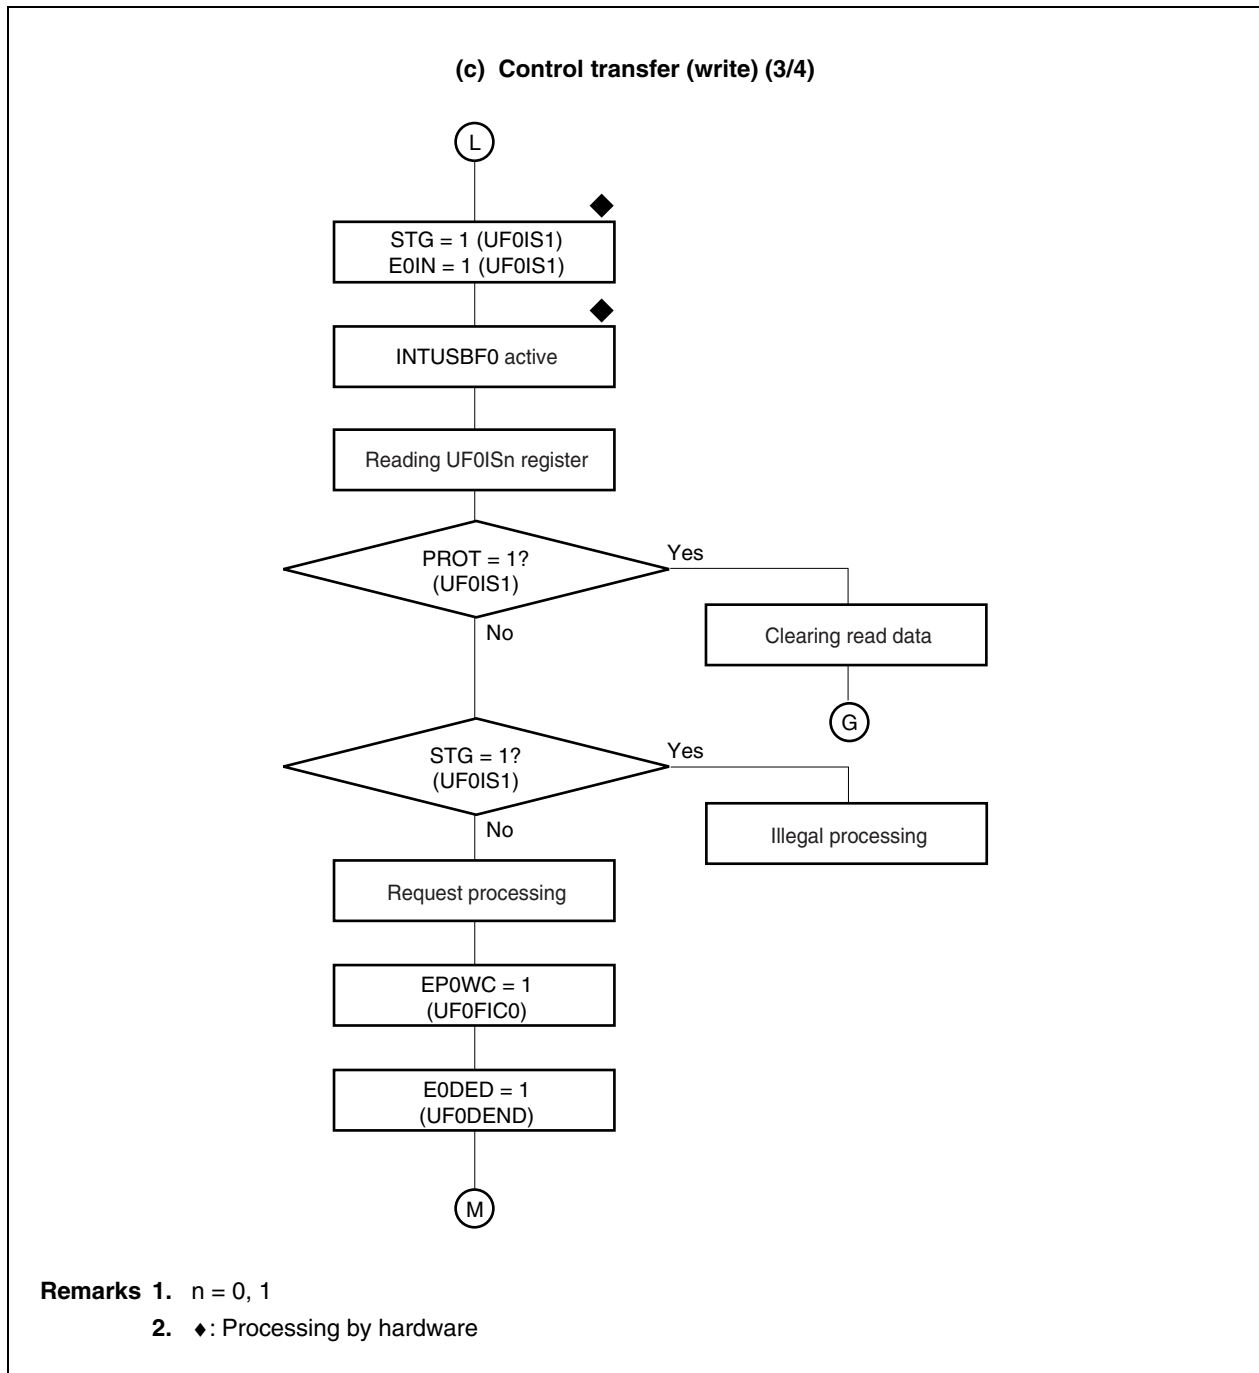 (c) Control transfer (write) (3/4)
L
STG = 1 (UF0IS1)
E0IN = 1 (UF0IS1)
INTUSBF0 active
Reading UF0ISn register
PROT = 1?
(UF0IS1)
Yes
No
Clearing read data
G
STG = 1?
(UF0IS1)
Yes
No
Illegal processing
Request processing
EP0WC = 1
(UF0FIC0)
E0DED = 1
(UF0DEND)
M
Remarks 1. n = 0, 1
2. ♦: Processing by hardware